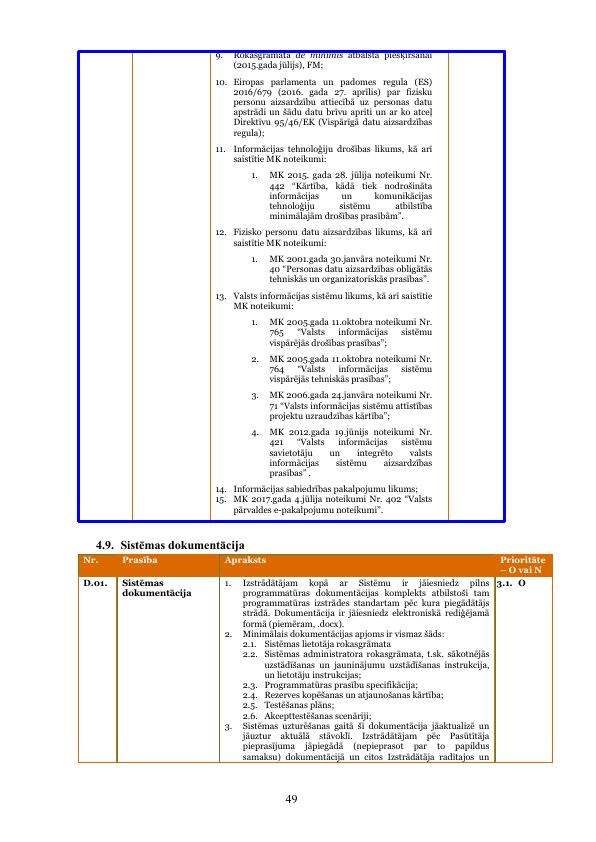 9. Rokasgrāmata de minimis atbalsta piešķiršanai
(2015.gada jūlijs), FM;
10. Eiropas parlamenta un padomes regula (ES)
2016/679 (2016. gada 27. aprīlis) par fizisku
personu aizsardzību attiecībā uz personas datu
apstrādi un šādu datu brīvu apriti un ar ko atceļ
Direktīvu 95/46/EK (Vispārīgā datu aizsardzības
regula);
11. Informācijas tehnoloģiju drošības likums, kā arī
saistītie MK noteikumi:
1. MK 2015. gada 28. jūlija noteikumi Nr.
442 “Kārtība, kādā tiek nodrošināta
informācijas un komunikācijas
tehnoloģiju sistēmu atbilstība
minimālajām drošības prasībām”.
12. Fizisko personu datu aizsardzības likums, kā arī
saistītie MK noteikumi:
1. MK 2001.gada 30.janvāra noteikumi Nr.
40 “Personas datu aizsardzības obligātās
tehniskās un organizatoriskās prasības”.
13. Valsts informācijas sistēmu likums, kā arī saistītie
MK noteikumi:
1. MK 2005.gada 11.oktobra noteikumi Nr.
765 “Valsts informācijas sistēmu
vispārējās drošības prasības”;
2. MK 2005.gada 11.oktobra noteikumi Nr.
764 “Valsts informācijas sistēmu
vispārējās tehniskās prasības”;
3. MK 2006.gada 24.janvāra noteikumi Nr.
71 “Valsts informācijas sistēmu attīstības
projektu uzraudzības kārtība”;
4. MK 2012.gada 19.jūnijs noteikumi Nr.
421 “Valsts informācijas sistēmu
savietotāju un integrēto valsts
informācijas sistēmu aizsardzības
prasības” .
14. Informācijas sabiedrības pakalpojumu likums;
15. MK 2017.gada 4.jūlija noteikumi Nr. 402 “Valsts
pārvaldes e-pakalpojumu noteikumi”.
4.9. Sistēmas dokumentācija
Nr. Prasība Apraksts Prioritāte
– O vai N
D.01. Sistēmas
dokumentācija
1. Izstrādātājam kopā ar Sistēmu ir jāiesniedz pilns
programmatūras dokumentācijas komplekts atbilstoši tam
programmatūras izstrādes standartam pēc kura piegādātājs
strādā. Dokumentācija ir jāiesniedz elektroniskā rediģējamā
formā (piemēram, .docx).
2. Minimālais dokumentācijas apjoms ir vismaz šāds:
2.1. Sistēmas lietotāja rokasgrāmata
2.2. Sistēmas administratora rokasgrāmata, t.sk. sākotnējās
uzstādīšanas un jauninājumu uzstādīšanas instrukcija,
un lietotāju instrukcijas;
2.3. Programmatūras prasību specifikācija;
2.4. Rezerves kopēšanas un atjaunošanas kārtība;
2.5. Testēšanas plāns;
2.6. Akcepttestēšanas scenāriji;
3. Sistēmas uzturēšanas gaitā šī dokumentācija jāaktualizē un
jāuztur aktuālā stāvoklī. Izstrādātājam pēc Pasūtītāja
pieprasījuma jāpiegādā (nepieprasot par to papildus
samaksu) dokumentācijā un citos Izstrādātāja radītajos un
3.1. O
49